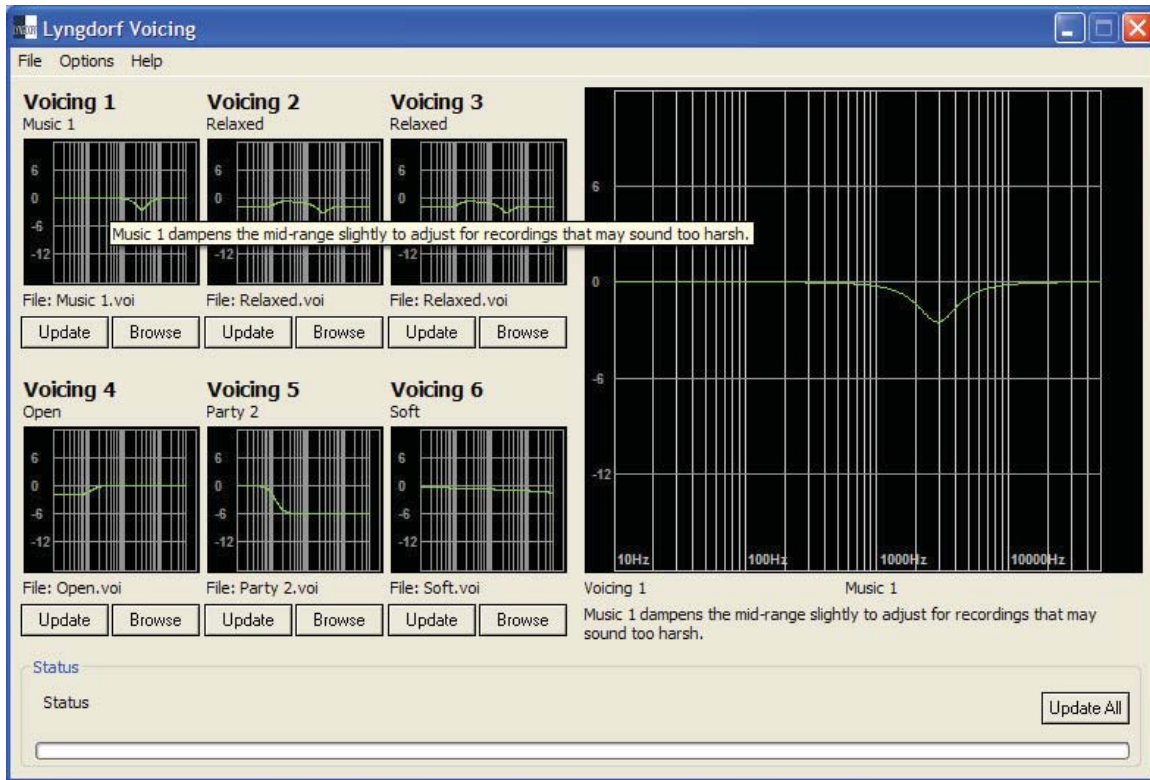 Lyngdorf Voicing
File Options Help
Voicing 1
Music 1
6
0
-6
-12
File: Music 1.voi
Update Browse
Voicing 2
Relaxed
6
0
File: Relaxed.voi
Update Browse
Voicing 3
Relaxed
6
0
File: Relaxed.voi
Update Browse
Music 1 dampens the mid-range slightly to adjust for recordings that may sound too harsh.
Voicing 4
Open
6
0
-6
-12
File: Open.voi
Update Browse
Voicing 5
Party 2
6
0
-6
-12
File: Party 2.voi
Update Browse
Voicing 6
Soft
6
0
-6
-12
File: Soft.voi
Update Browse
6
0
-6
-12
10Hz 100Hz 1000Hz 10000Hz
Voicing 1 Music 1
Music 1 dampens the mid-range slightly to adjust for recordings that may
sound too harsh.
Status
Status
Update All